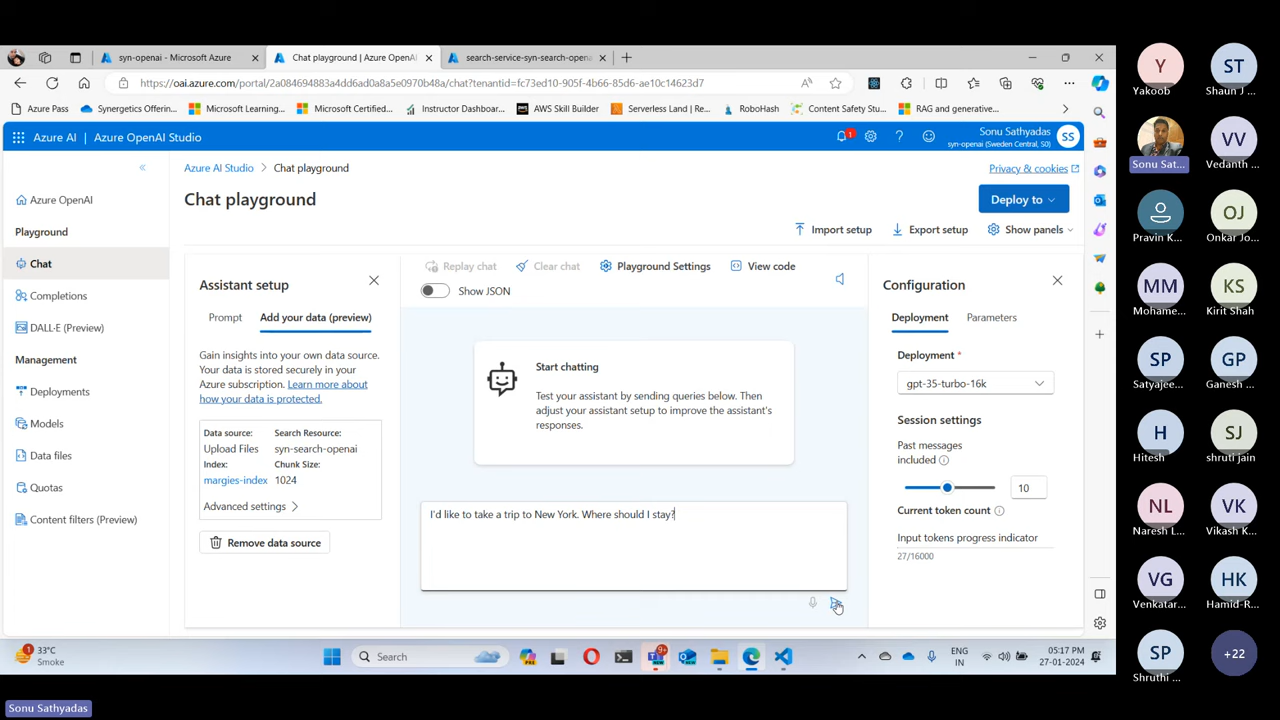 syn-openai - Microsoft Azure
Chat playground | Azure OpenAI
search-service-syn-search-open
https://oai.azure.com/portal/2a084694883a4dd6ad0a8a5e0970b48a/chat?tenantid=fc73ed10-905f-4b66-85d6-ae10c14623d7
Azure Pass
Synergetics Offerin...
Microsoft Learning...
Microsoft Certified...
Instructor Dashboar...
AWS Skill Builder
Serverless Land | Re...
RoboHash
Content Safety Stu...
RAG and generative...
Azure AI | Azure OpenAI Studio
1
Sonu Sathyadas
syn-openai (Sweden Central, S0)
SS
Azure OpenAI
Playground
Chat
Completions
DALL·E (Preview)
Management
Deployments
Models
Data files
Quotas
Content filters (Preview)
Azure AI Studio > Chat playground
Privacy & cookies
Chat playground
Deploy to
Import setup
Export setup
Show panels
Assistant setup
Prompt
Add your data (preview)
Gain insights into your own data source.
Your data is stored securely in your
Azure subscription. Learn more about
how your data is protected.
Data source:
Search Resource:
Upload Files
syn-search-openai
Index:
Chunk Size:
margies-index
1024
Advanced settings
Remove data source
Replay chat
Clear chat
Playground Settings
View code
Show JSON
Start chatting
Test your assistant by sending queries below. Then
adjust your assistant setup to improve the assistant's
responses.
I'd like to take a trip to New York. Where should I stay?
Configuration
Deployment
Parameters
Deployment *
gpt-35-turbo-16k
Session settings
Past messages
included
10
Current token count
Input tokens progress indicator
27/16000
1
33°C
Smoke
Search
PRE
9+
NEW
NEW
ENG
IN
05:17 PM
27-01-2024
Y
Yakoob
ST
Shaun J ...
Sonu Sat...
VV
Vedanth ...
Pravin K...
OJ
Onkar Jo...
MM
Mohame...
KS
Kirit Shah
SP
Satyajee...
GP
Ganesh ...
H
Hitesh
SJ
shruti jain
NL
Naresh L...
VK
Vikash K...
VG
Venkatar...
HK
Hamid-R...
SP
Shruthi ...
+22
Sonu Sathyadas